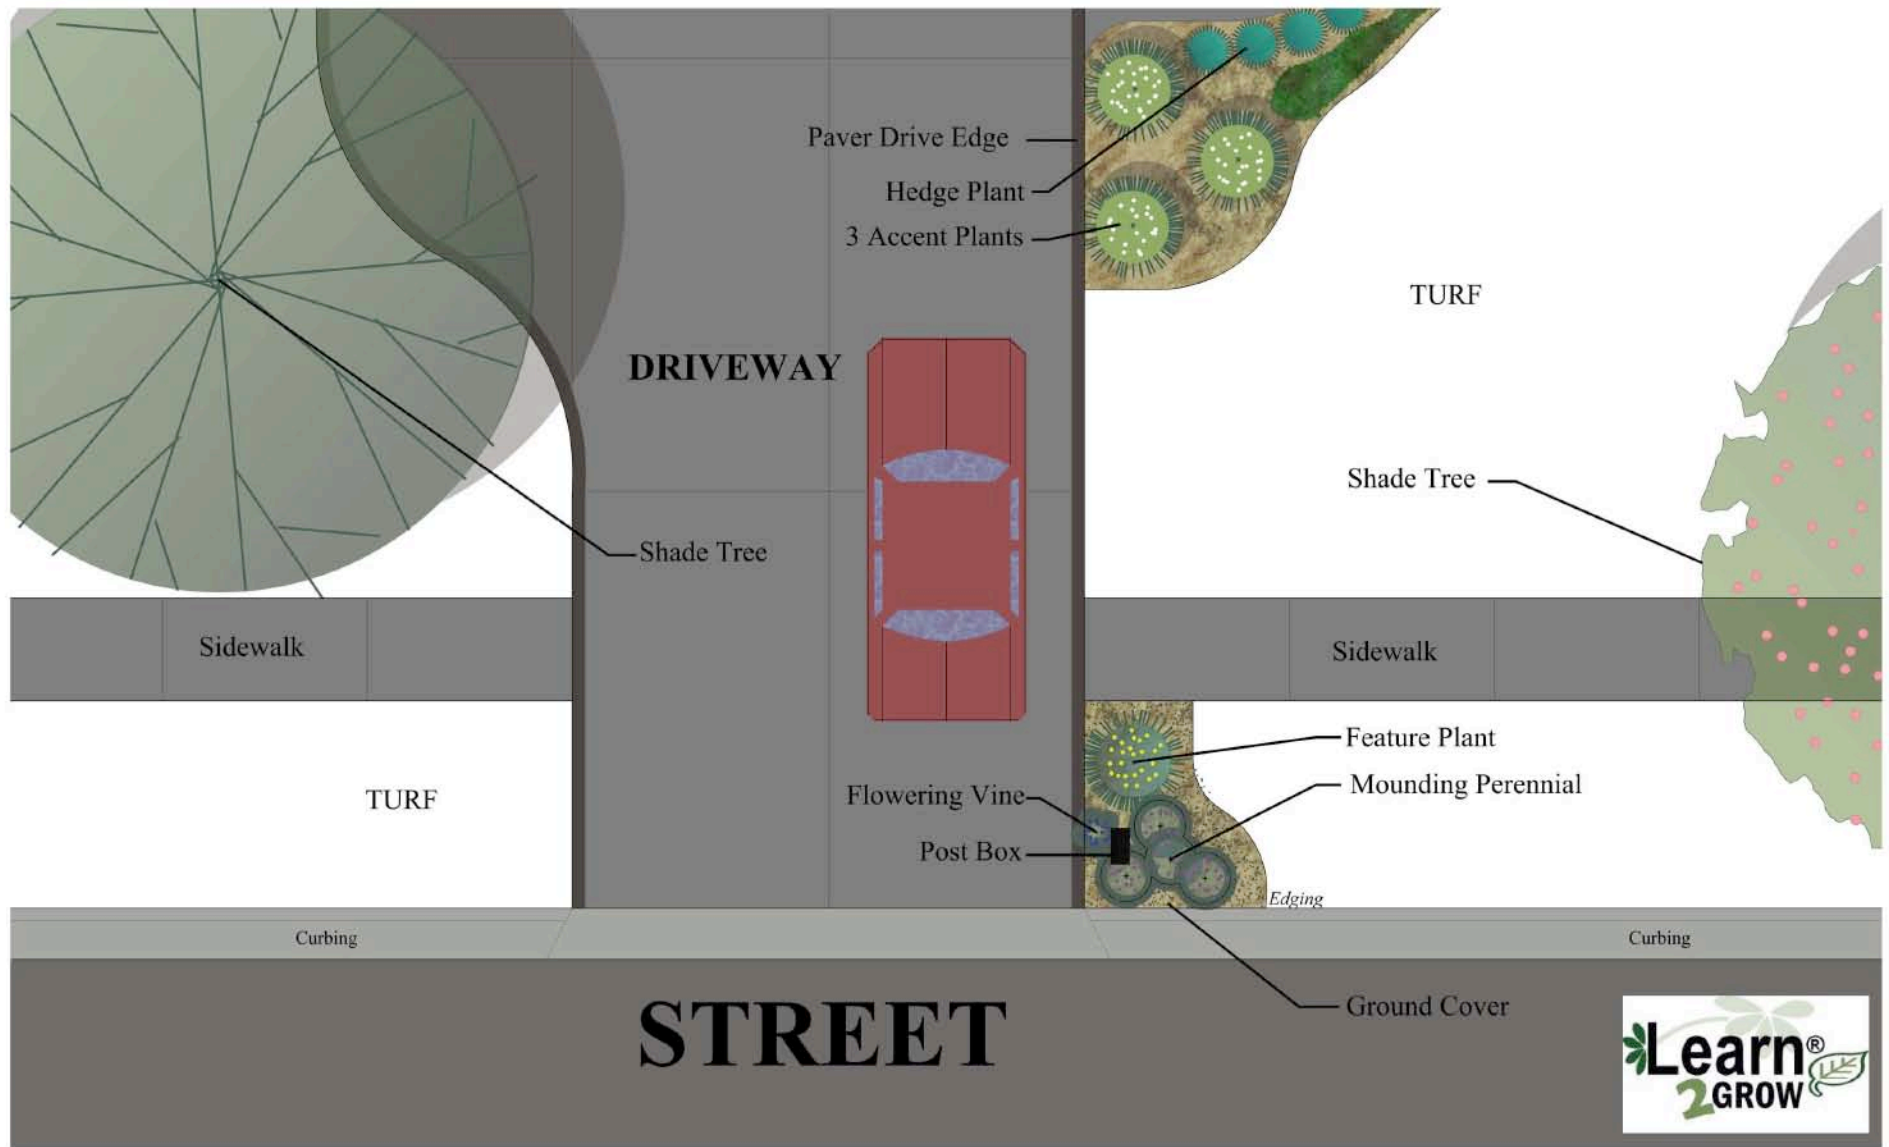 Paver Drive Edge
Hedge Plant
3 Accent Plants
TURF
DRIVEWAY
Shade Tree
Shade Tree
Sidewalk
Sidewalk
Feature Plant
Mounding Perennial
Flowering Vine
TURF
Post Box
Edging
Curbing
Curbing
Ground Cover
STREET
Learn®
2GROW